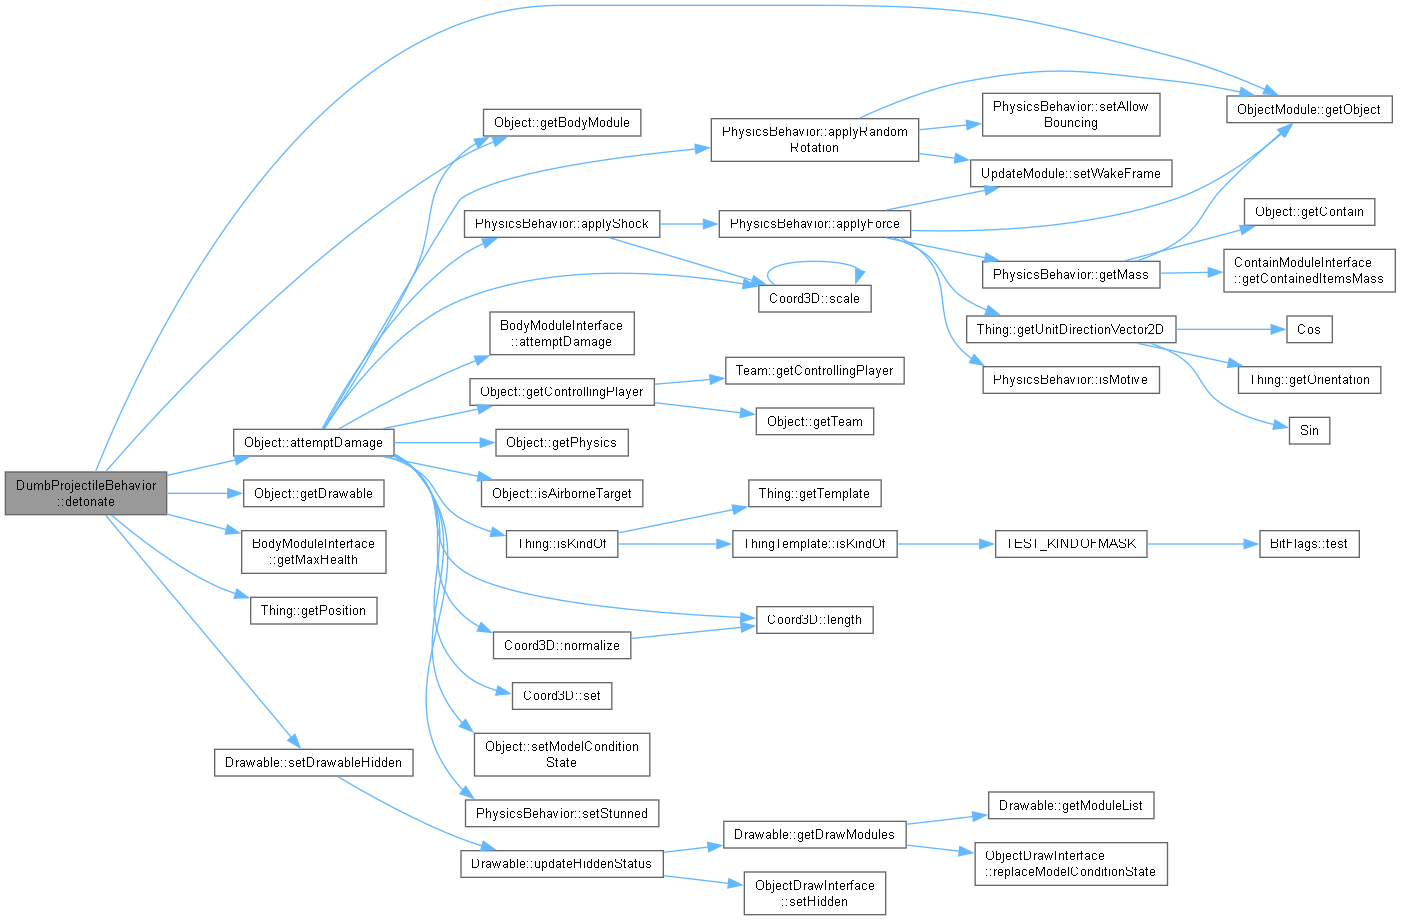 DumbProjectileBehavior
::detonate
Object::getBodyModule
PhysicsBehavior::applyRandom
Rotation
PhysicsBehavior::setAllow
Bouncing
ObjectModule::getObject
UpdateModule::setWakeFrame
PhysicsBehavior::applyShock
PhysicsBehavior::applyForce
Object::getContain
PhysicsBehavior::getMass
ContainModuleInterface
::getContainedItemsMass
Coord3D::scale
BodyModuleInterface
::attemptDamage
Thing::getUnitDirectionVector2D
Cos
Team::getControllingPlayer
PhysicsBehavior::isMotive
Thing::getOrientation
Object::getControllingPlayer
Object::getTeam
Sin
Object::attemptDamage
Object::getPhysics
Object::getDrawable
Object::isAirborneTarget
Thing::getTemplate
BodyModuleInterface
::getMaxHealth
Thing::isKindOf
ThingTemplate::isKindOf
TEST_KINDOFMASK
BitFlags::test
Thing::getPosition
Coord3D::length
Coord3D::normalize
Coord3D::set
Object::setModelCondition
State
Drawable::setDrawableHidden
PhysicsBehavior::setStunned
Drawable::getModuleList
Drawable::getDrawModules
Drawable::updateHiddenStatus
ObjectDrawInterface
::replaceModelConditionState
ObjectDrawInterface
::setHidden